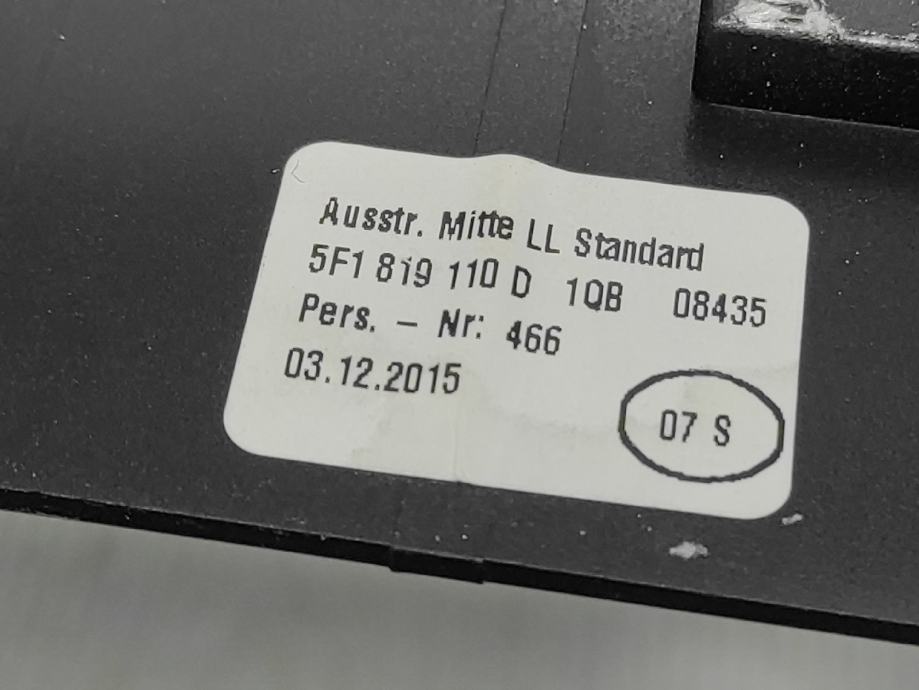 Ausstr. Mitte LL Standard
5F1 819 110 D 1QB 08435
Pers. – Nr: 466
03.12.2015
07 S